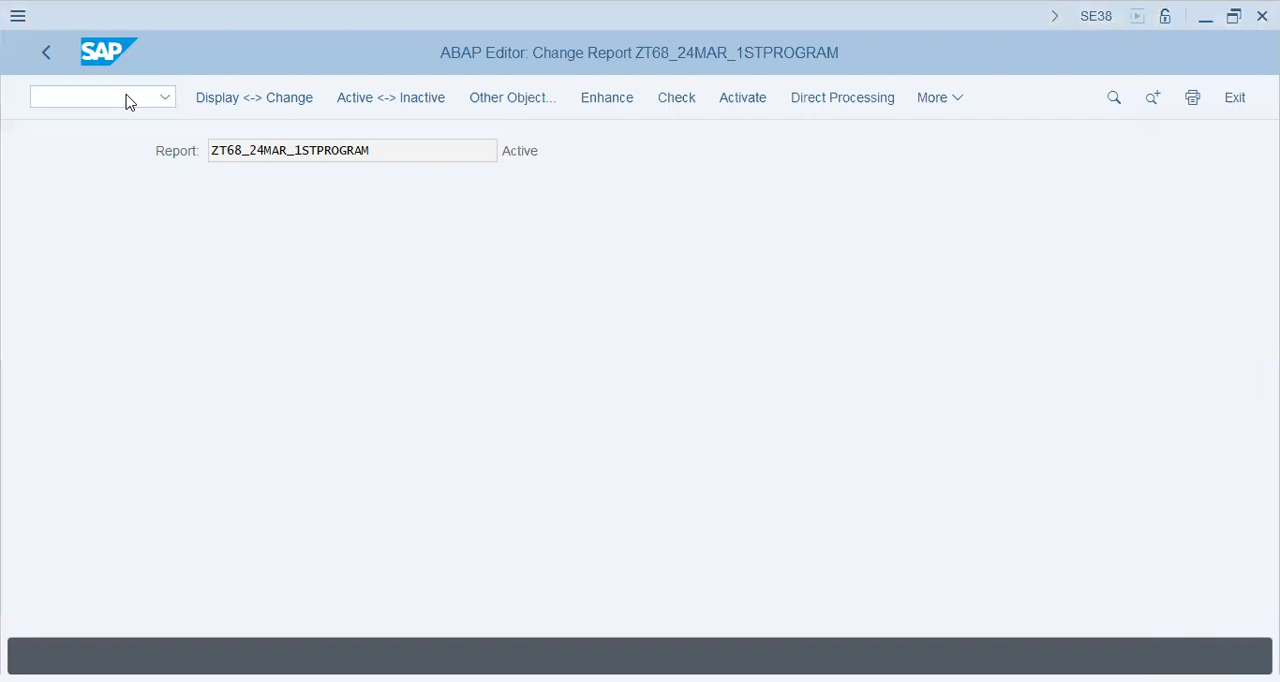 SE38
SAP ABAP Editor: Change Report ZT68_24MAR_1STPROGRAM
Display <-> Change Active <-> Inactive Other Object... Enhance Check Activate Direct Processing More Exit
Report: ZT68_24MAR_1STPROGRAM Active